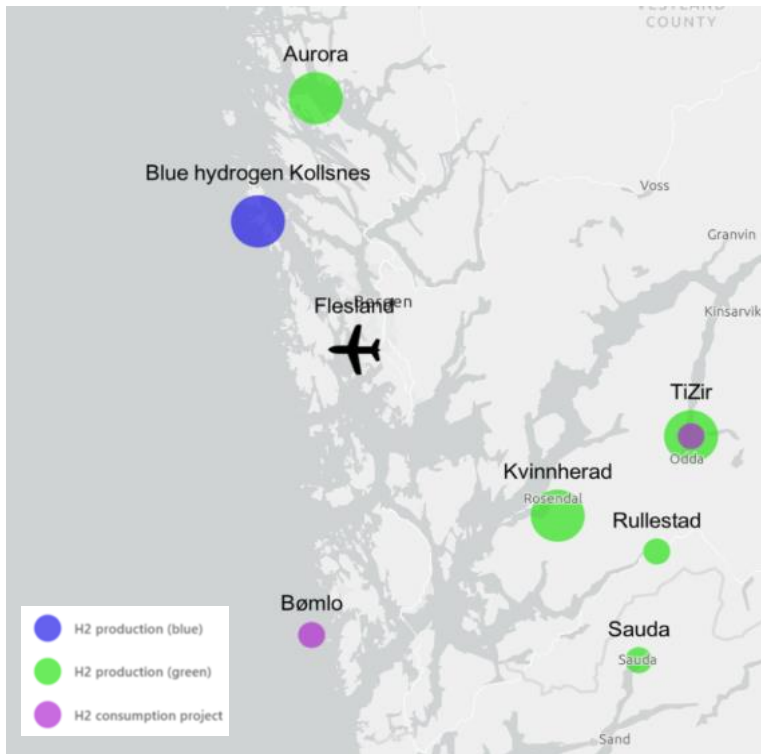 VESTLAND
COUNTY
Aurora
Blue hydrogen Kollsnes
Voss
Granvin
Bergen
Flesland
Kinsarvik
TiZir
Odda
Kvinnherad
Rosendal
Rullestad
Bømlo
Sauda
Sauda
Sand
H2 production (blue)
H2 production (green)
H2 consumption project